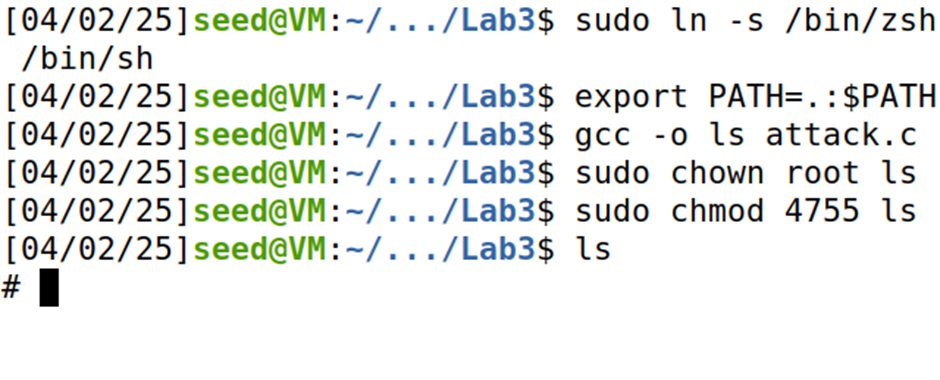 [04/02/25]seed@VM:~/.../Lab3$ sudo ln -s /bin/zsh
 /bin/sh
[04/02/25]seed@VM:~/.../Lab3$ export PATH=.:$PATH
[04/02/25]seed@VM:~/.../Lab3$ gcc -o ls attack.c
[04/02/25]seed@VM:~/.../Lab3$ sudo chown root ls
[04/02/25]seed@VM:~/.../Lab3$ sudo chmod 4755 ls
[04/02/25]seed@VM:~/.../Lab3$ ls
#